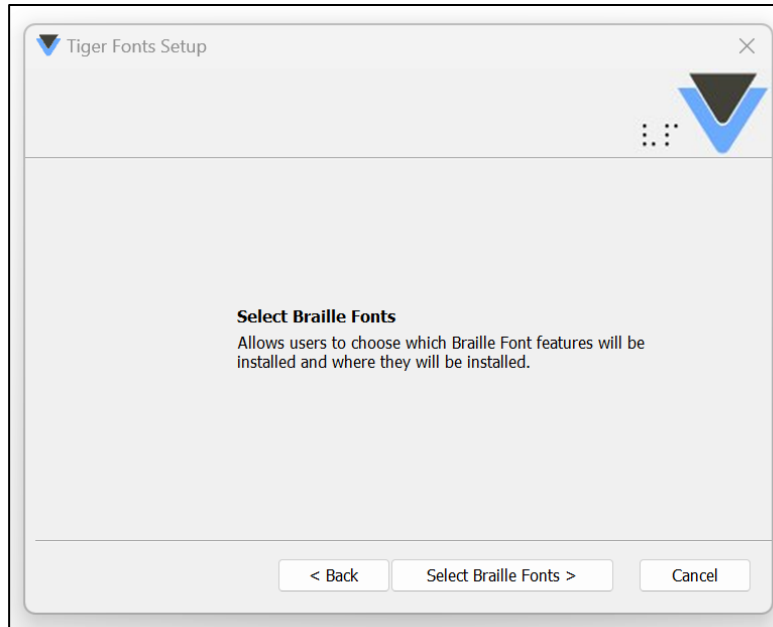 Tiger Fonts Setup
⠧⠏
Select Braille Fonts
Allows users to choose which Braille Font features will be
installed and where they will be installed.
< Back
Select Braille Fonts >
Cancel